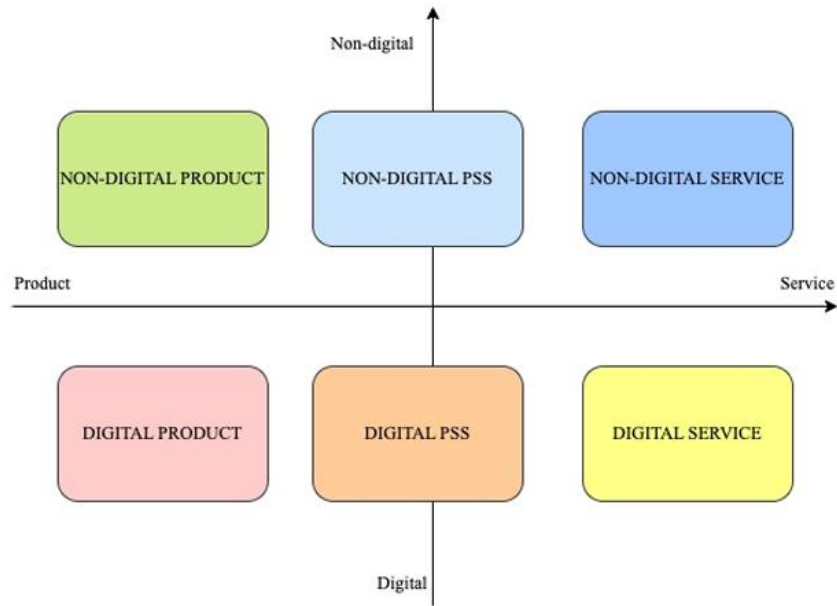 Non-digital
NON-DIGITAL PRODUCT
NON-DIGITAL PSS
NON-DIGITAL SERVICE
Product
Service
DIGITAL PRODUCT
DIGITAL PSS
DIGITAL SERVICE
Digital